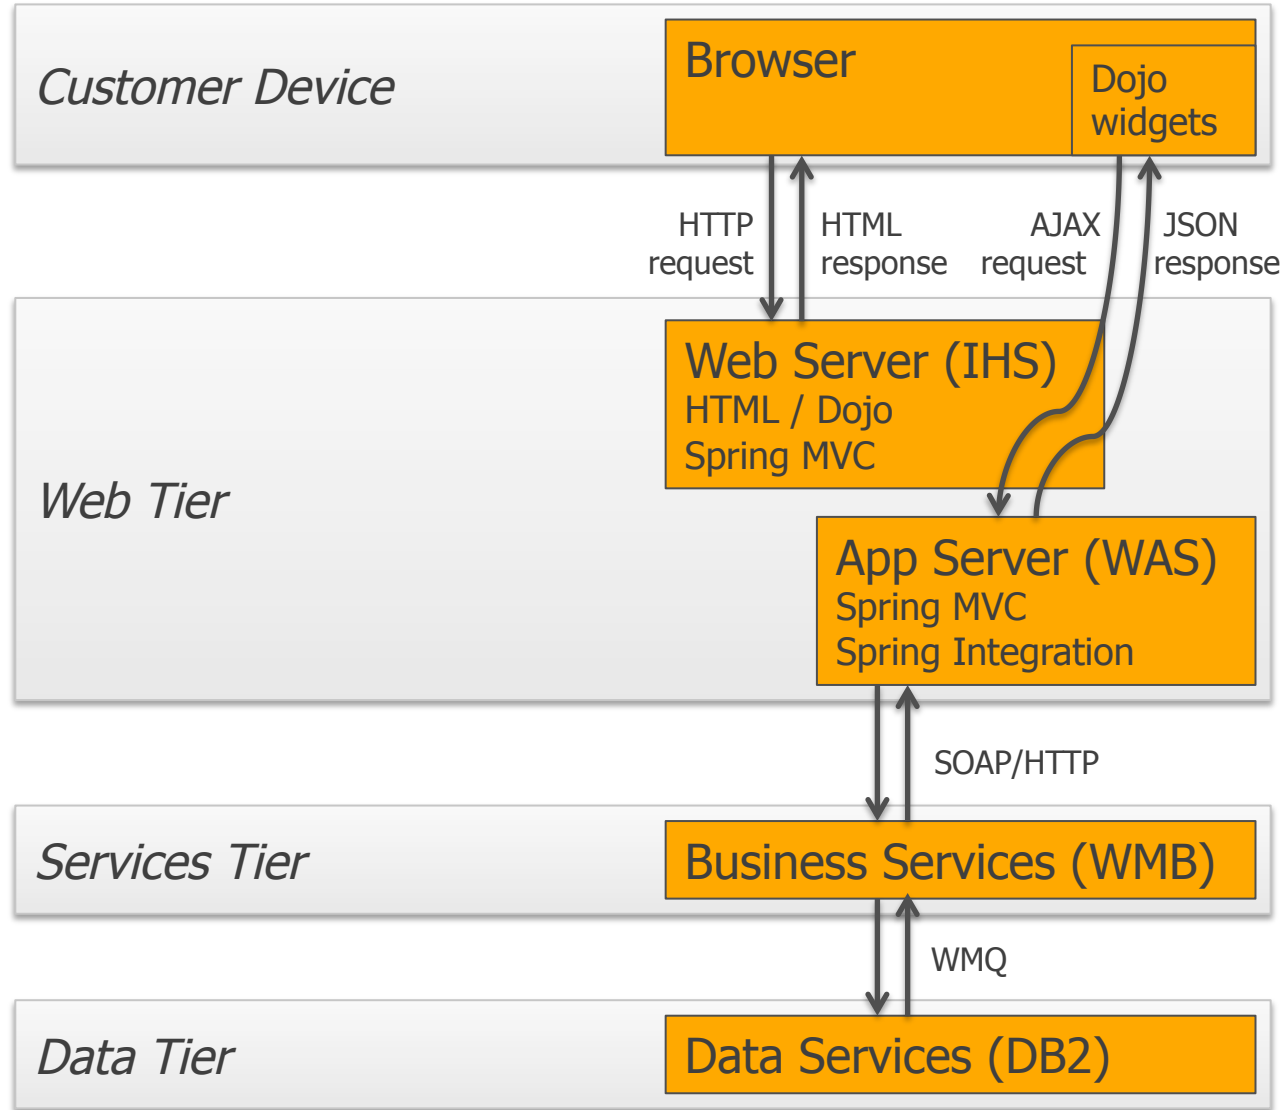 Customer Device
Browser
Dojo
widgets
HTTP
request
HTML
response
AJAX
request
JSON
response
Web Tier
Web Server (IHS)
HTML / Dojo
Spring MVC
App Server (WAS)
Spring MVC
Spring Integration
SOAP/HTTP
Services Tier
Business Services (WMB)
WMQ
Data Tier
Data Services (DB2)